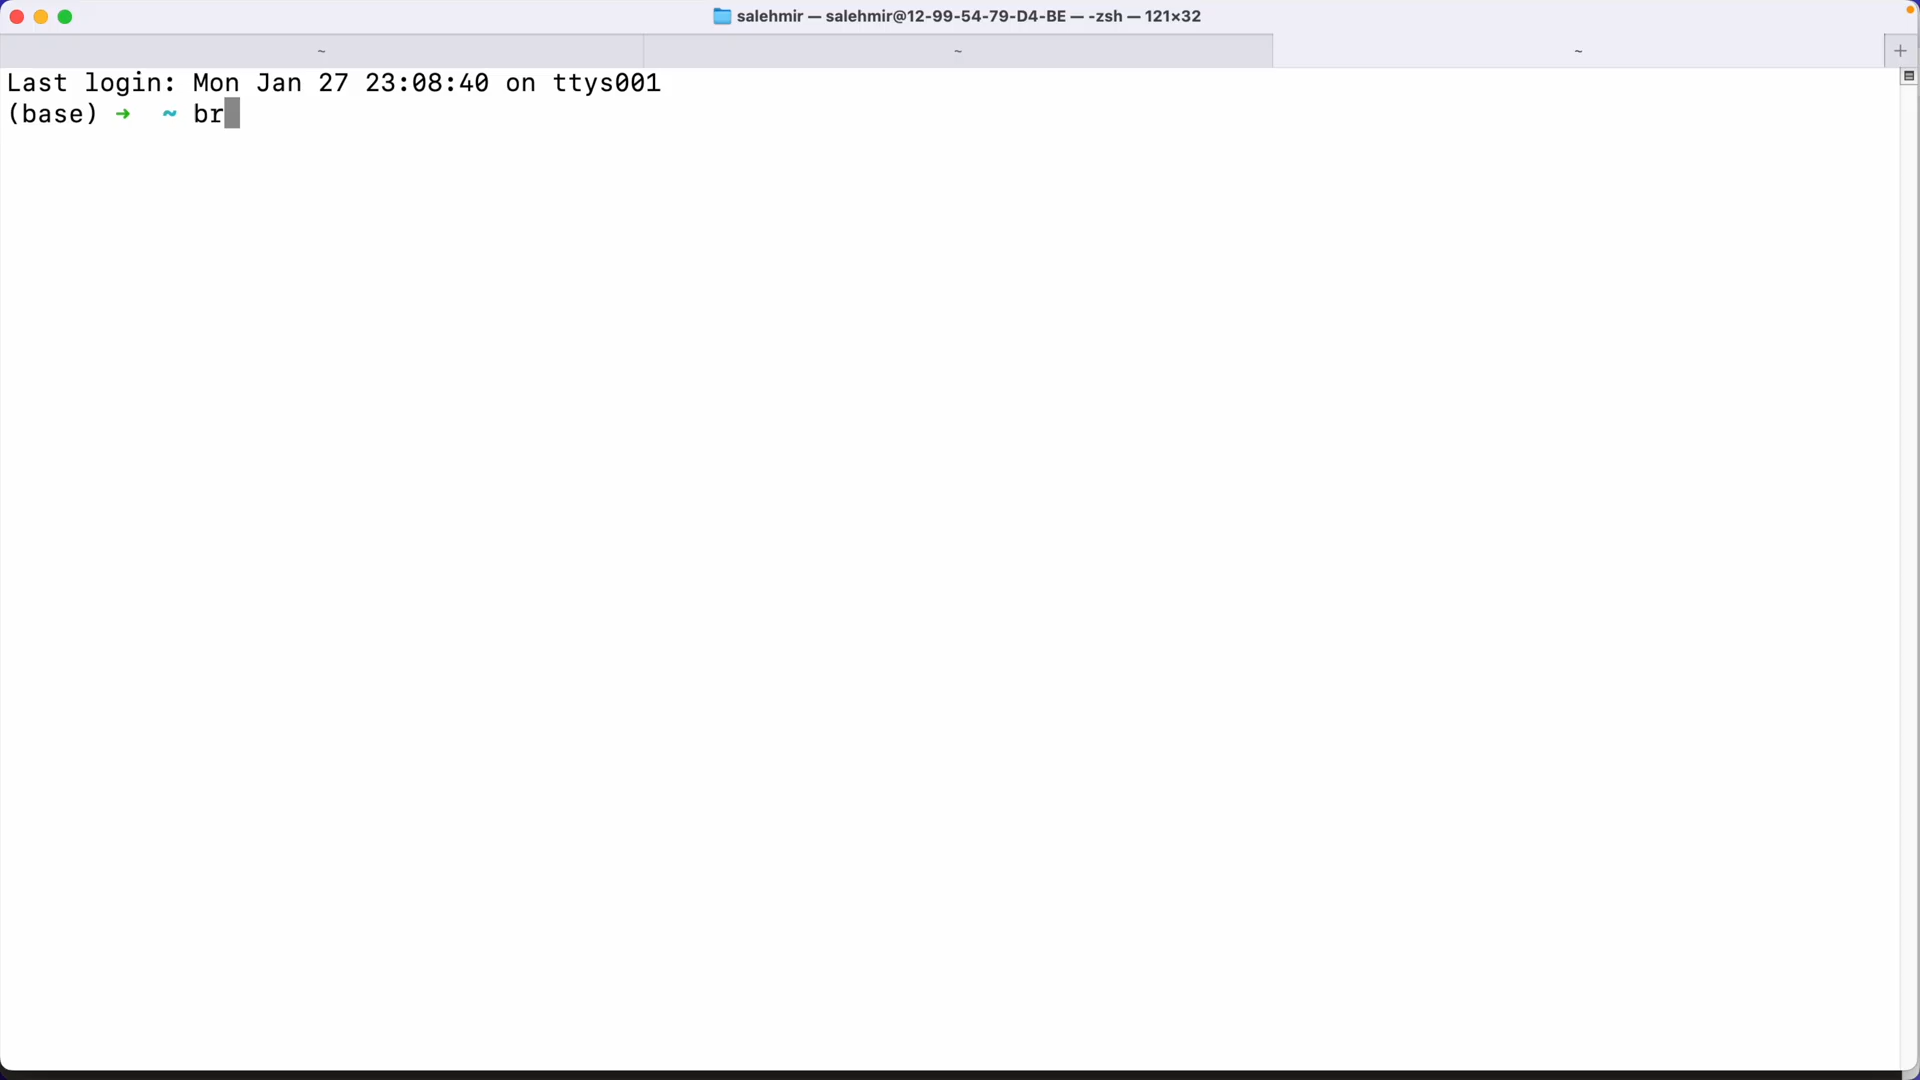 salehmir — salehmir@12-99-54-79-D4-BE — -zsh — 121×32
~ ~ ~ +
Last login: Mon Jan 27 23:08:40 on ttys001
(base) ➜  ~ br